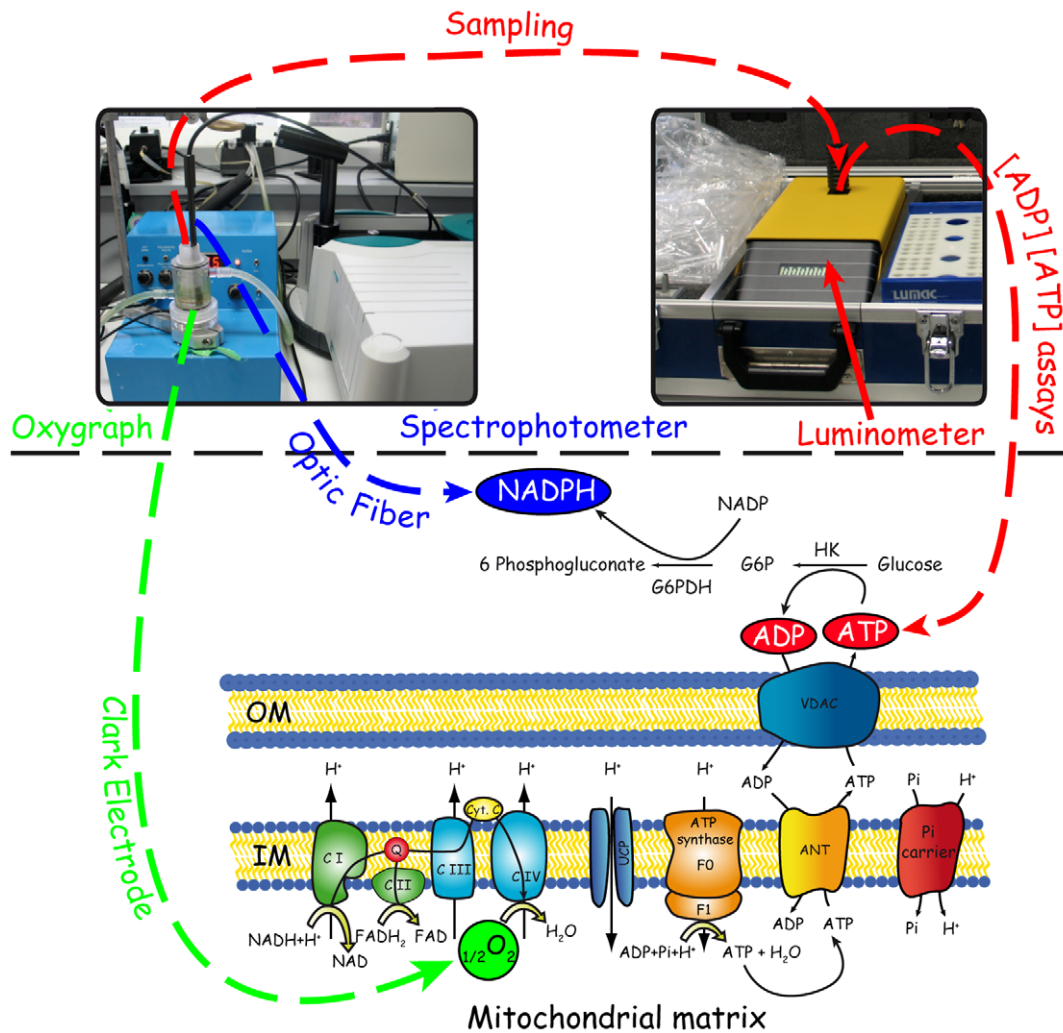 Sampling
[ADP] [ATP] assays
LUMAC
Oxygraph
Spectrophotometer
Luminometer
Optic Fiber
NADPH
NADP
6 Phosphogluconate
G6PDH
G6P
HK
Glucose
ADP
ATP
Clark Electrode
OM
VDAC
H⁺
H⁺
H⁺
H⁺
H⁺
ADP
ATP
Pi
H⁺
IM
C I
Q
C II
C III
Cyt. C
C IV
UCP
ATP
synthase
F0
F1
ANT
Pi
carrier
NADH+H⁺
NAD
FADH₂
FAD
1/2O₂
H₂O
ADP+Pi+H⁺
ATP + H₂O
ADP
ATP
Pi
H⁺
Mitochondrial matrix